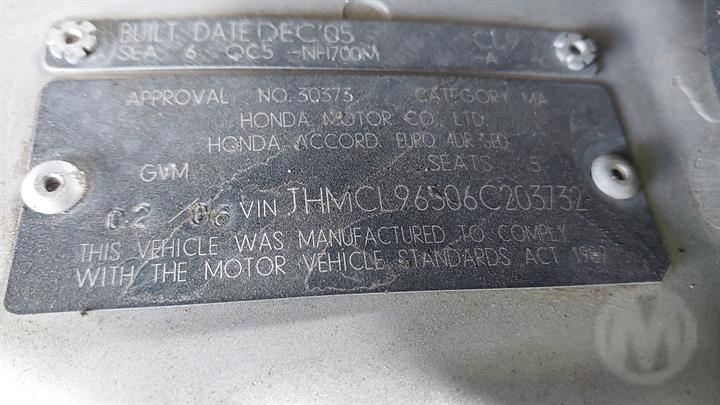 BUILT DATE DEC'05 CL9
SEA 6 QC5 -NH700M -A
APPROVAL NO. 30373 CATEGORY MA
HONDA MOTOR CO., LTD.
HONDA ACCORD EURO 4DR SED
GVM SEATS 5
02 06 VIN JHMCL96506C203732
THIS VEHICLE WAS MANUFACTURED TO COMPLY
WITH THE MOTOR VEHICLE STANDARDS ACT 1989
M